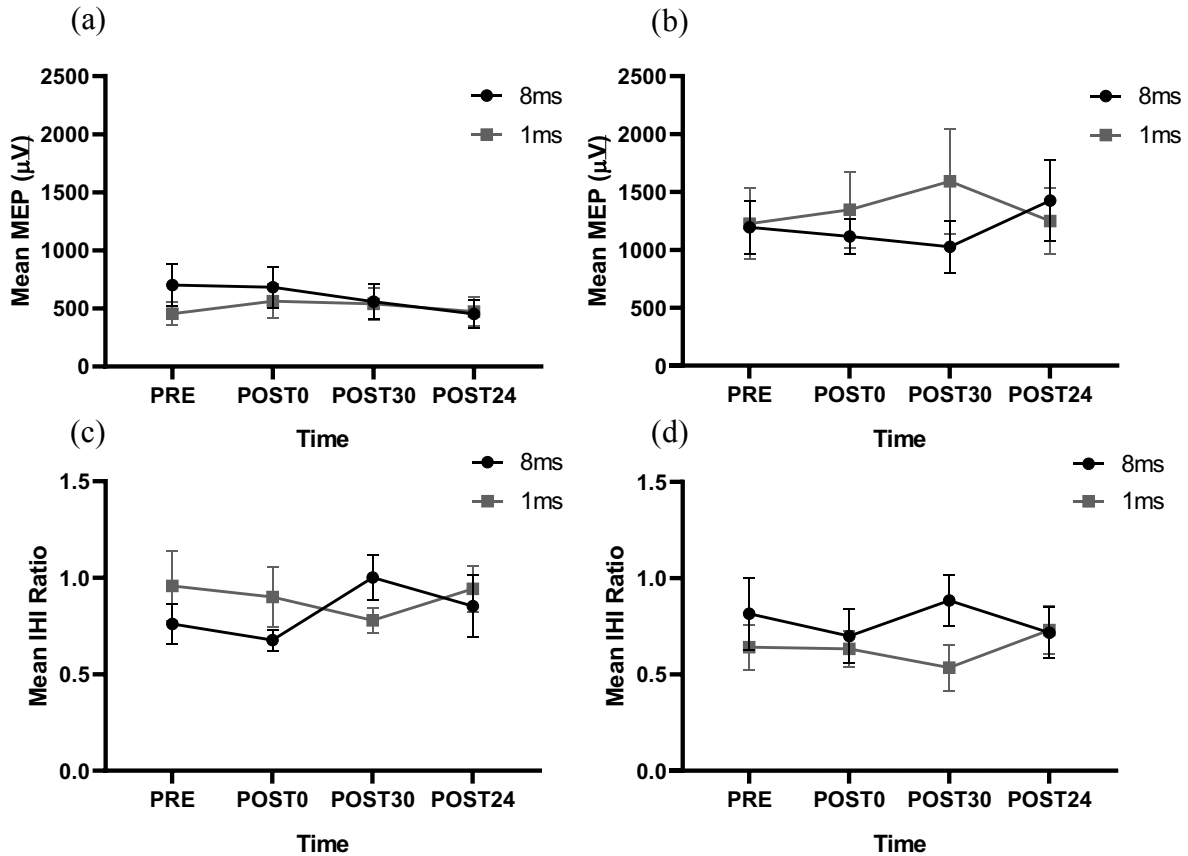 (a)
Mean MEP (µV)
2500
2000
1500
1000
500
0
8ms
1ms
PRE POST0 POST30 POST24
Time
(b)
Mean MEP (µV)
2500
2000
1500
1000
500
0
8ms
1ms
PRE POST0 POST30 POST24
Time
(c)
Mean IHI Ratio
1.5
1.0
0.5
0.0
8ms
1ms
PRE POST0 POST30 POST24
Time
(d)
Mean IHI Ratio
1.5
1.0
0.5
0.0
8ms
1ms
PRE POST0 POST30 POST24
Time